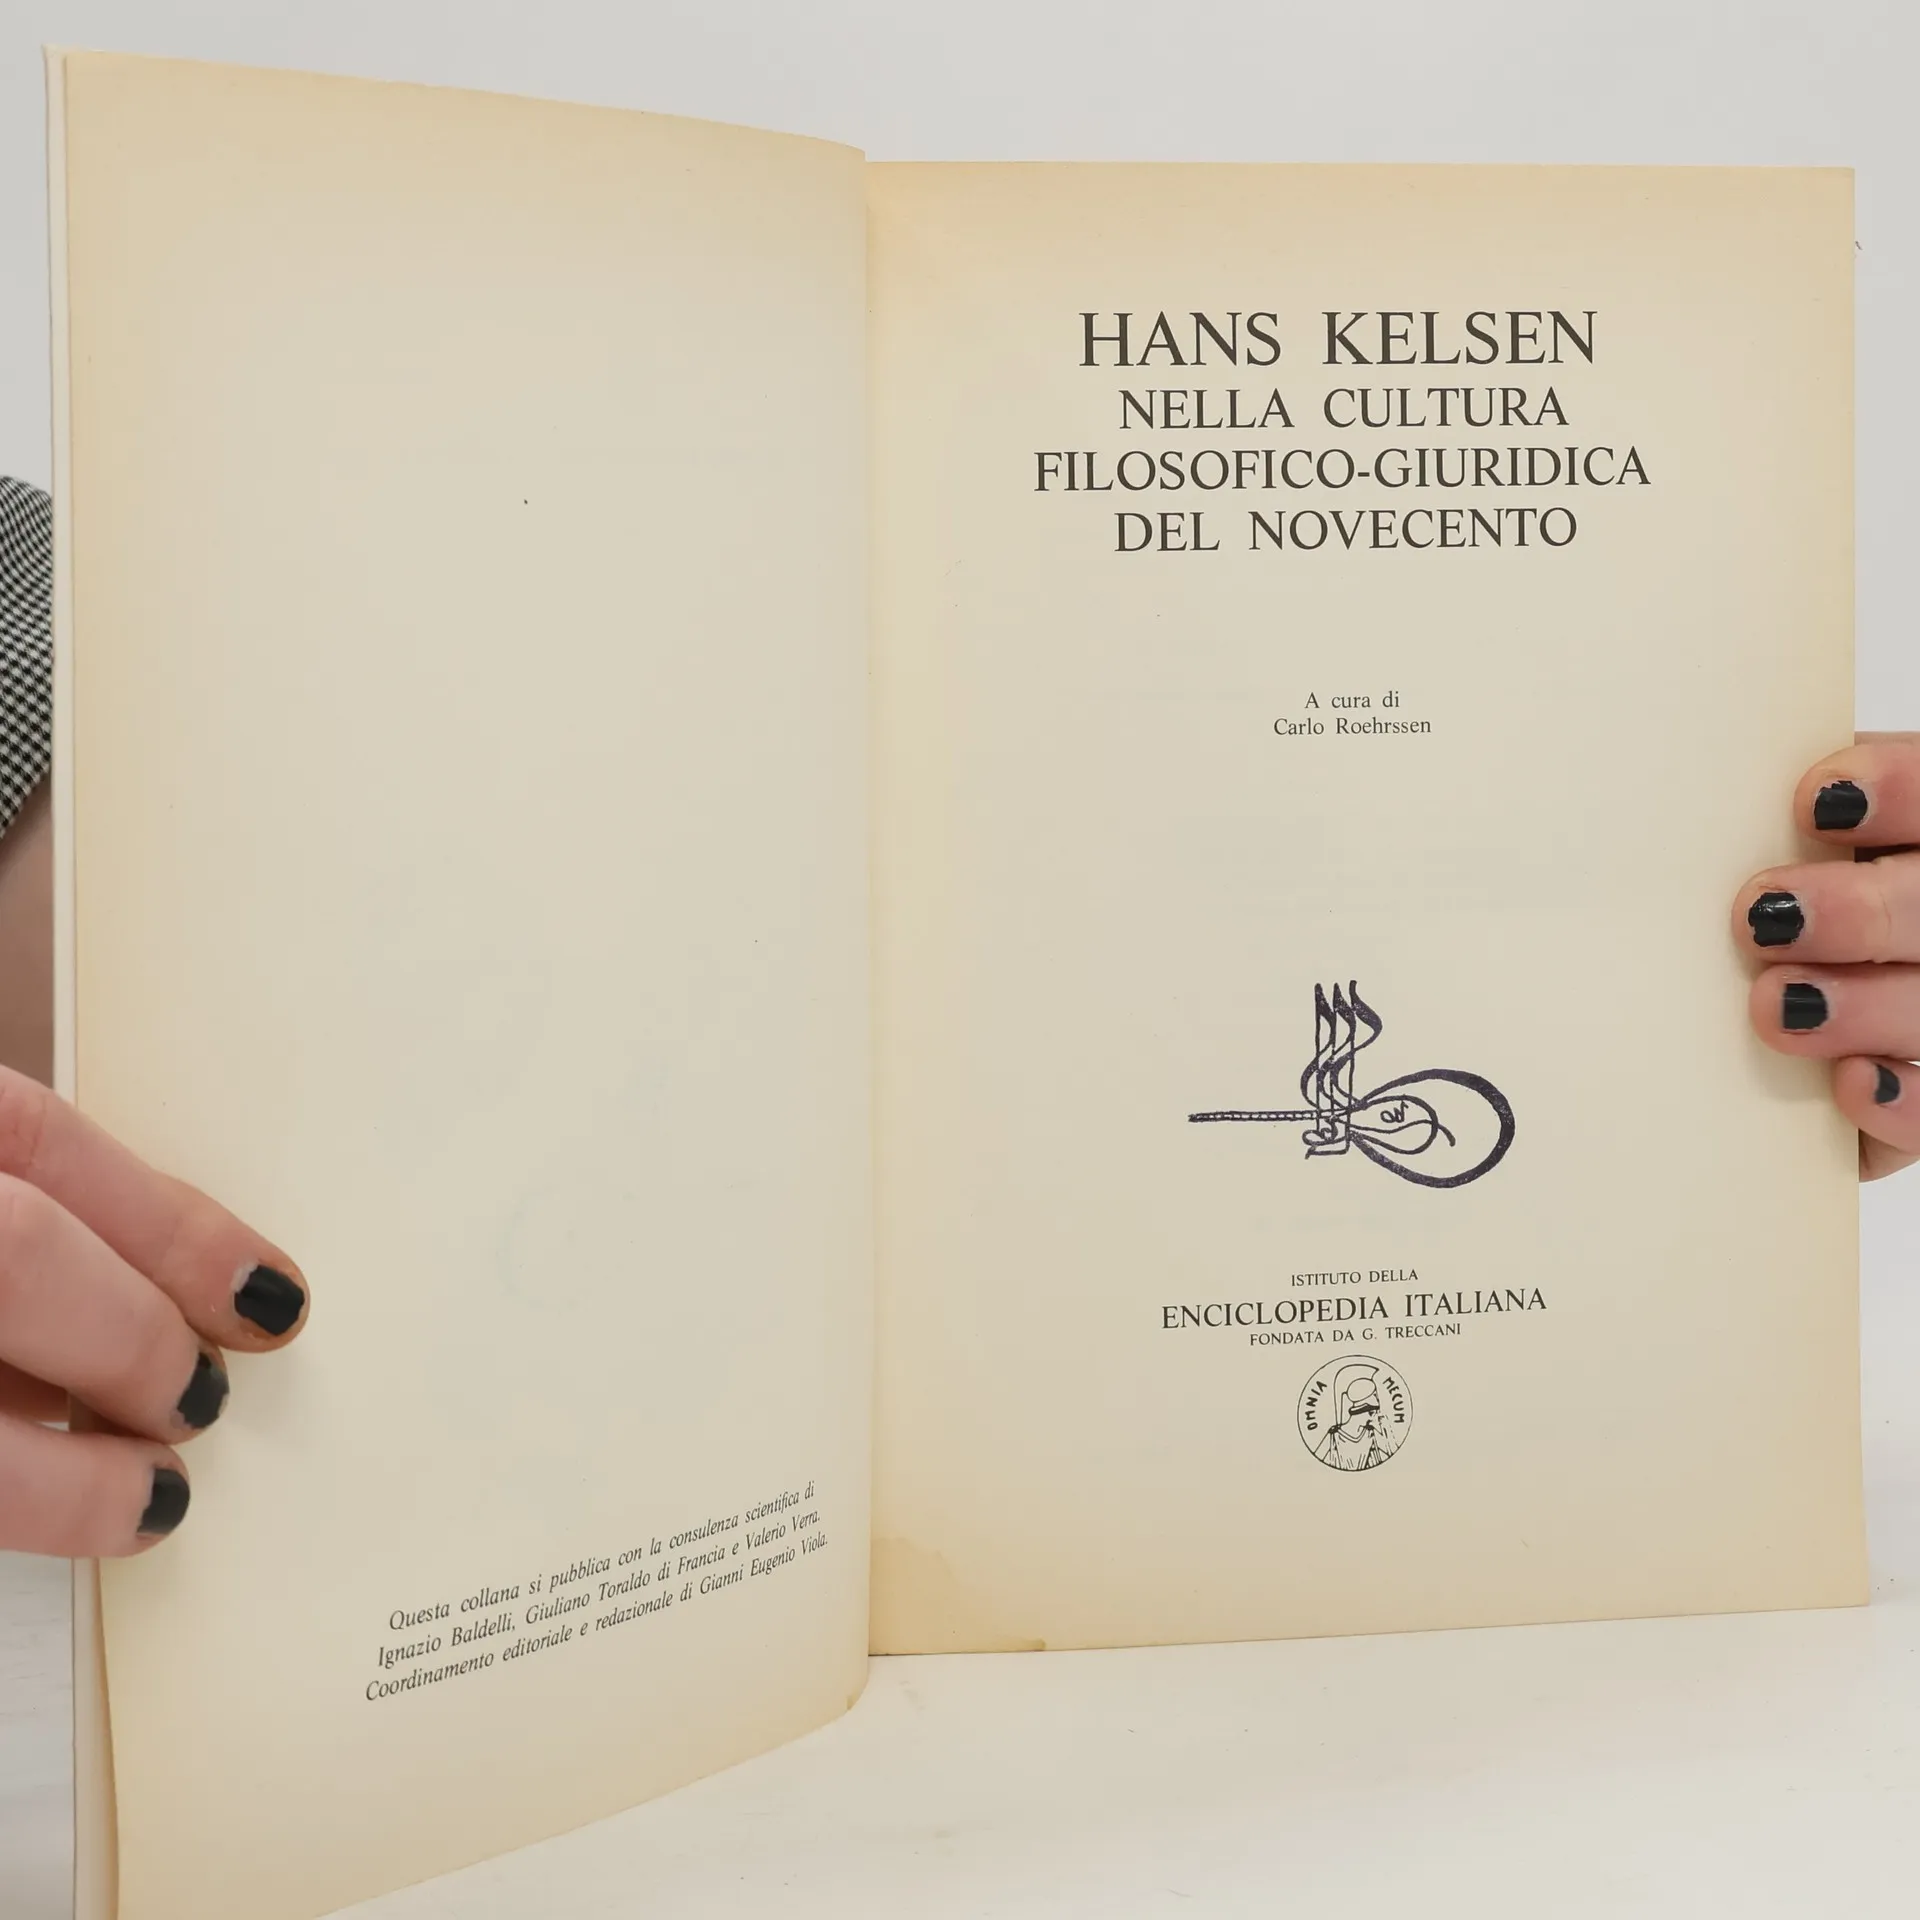 Questa collana si pubblica con la consulenza scientifica di
Ignazio Baldelli, Giuliano Toraldo di Francia e Valerio Verra.
Coordinamento editoriale e redazionale di Gianni Eugenio Viola.
HANS KELSEN
NELLA CULTURA
FILOSOFICO-GIURIDICA
DEL NOVECENTO
A cura di
Carlo Roehrssen
ISTITUTO DELLA
ENCICLOPEDIA ITALIANA
FONDATA DA G. TRECCANI
OMNIA MECUM